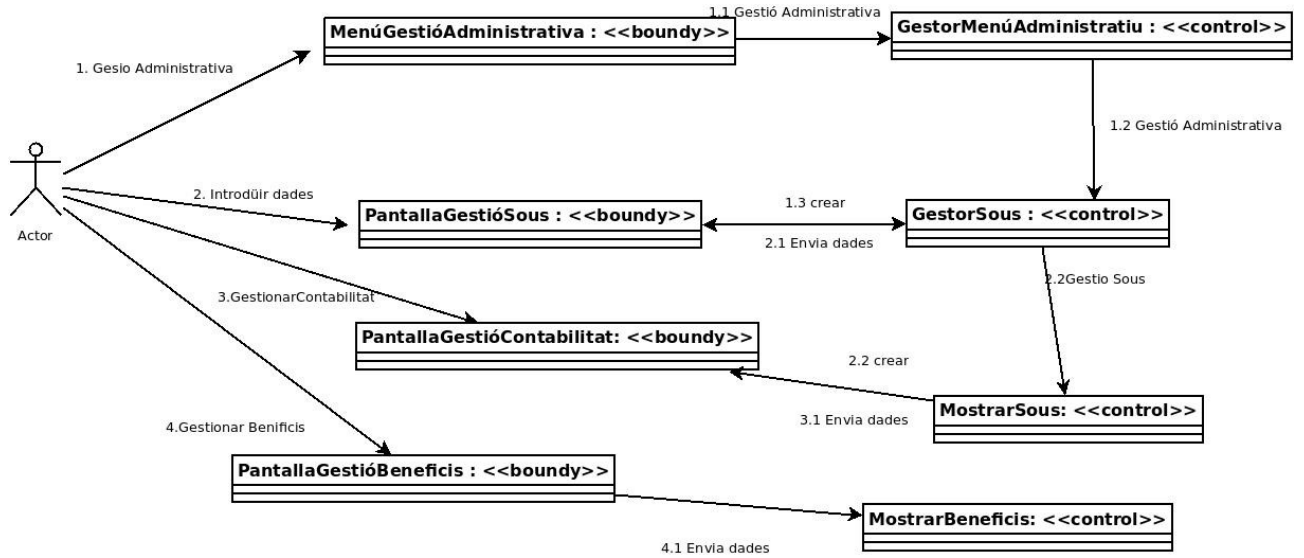 1.1 Gestió Administrativa
MenúGestióAdministrativa : <<boundy>>
GestorMenúAdministratiu : <<control>>
1. Gesio Administrativa
1.2 Gestió Administrativa
2. Introdüir dades
PantallaGestióSous : <<boundy>>
1.3 crear
GestorSous : <<control>>
Actor
2.1 Envia dades
2.2Gestio Sous
3.GestionarContabilitat
PantallaGestióContabilitat: <<boundy>>
2.2 crear
MostrarSous: <<control>>
3.1 Envia dades
4.Gestionar Benificis
PantallaGestióBeneficis : <<boundy>>
MostrarBeneficis: <<control>>
4.1 Envia dades